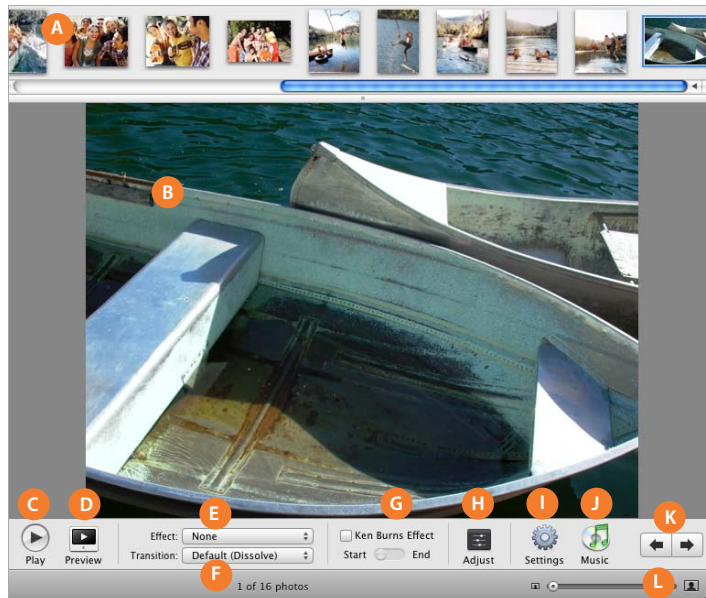 A
B
C
D
E
F
G
H
I
J
K
L
Play
Preview
Effect: None
Transition: Default (Dissolve)
Ken Burns Effect
Start End
Adjust
Settings
Music
1 of 16 photos